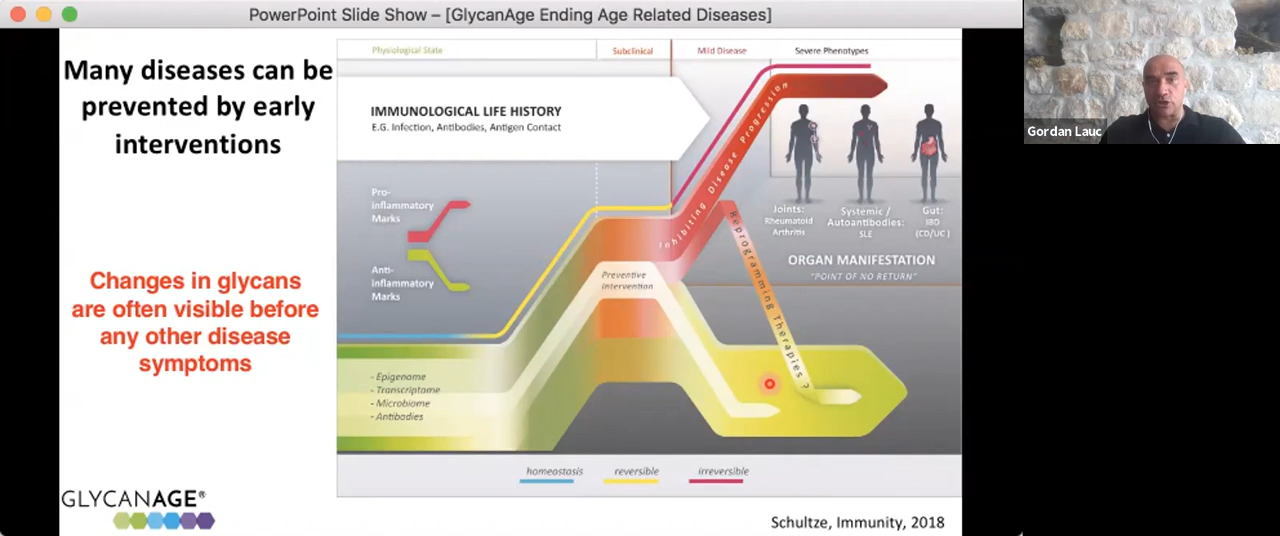 PowerPoint Slide Show – [GlycanAge Ending Age Related Diseases]
Many diseases can be
prevented by early
interventions
Changes in glycans
are often visible before
any other disease
symptoms
GLYCANAGE®
Physiological State
Subclinical
Mild Disease
Severe Phenotypes
IMMUNOLOGICAL LIFE HISTORY
E.G. Infection, Antibodies, Antigen Contact
Pro-
inflammatory
Marks
Anti-
inflammatory
Marks
- Epigenome
- Transcriptome
- Microbiome
- Antibodies
Preventive
Intervention
Inhibiting Disease Progression
Reprogramming Therapies ?
Joints:
Rheumatoid
Arthritis
Systemic /
Autoantibodies:
SLE
Gut:
IBD
(CD/UC)
ORGAN MANIFESTATION
"POINT OF NO RETURN"
homeostasis
reversible
irreversible
Schultze, Immunity, 2018
Gordan Lauc